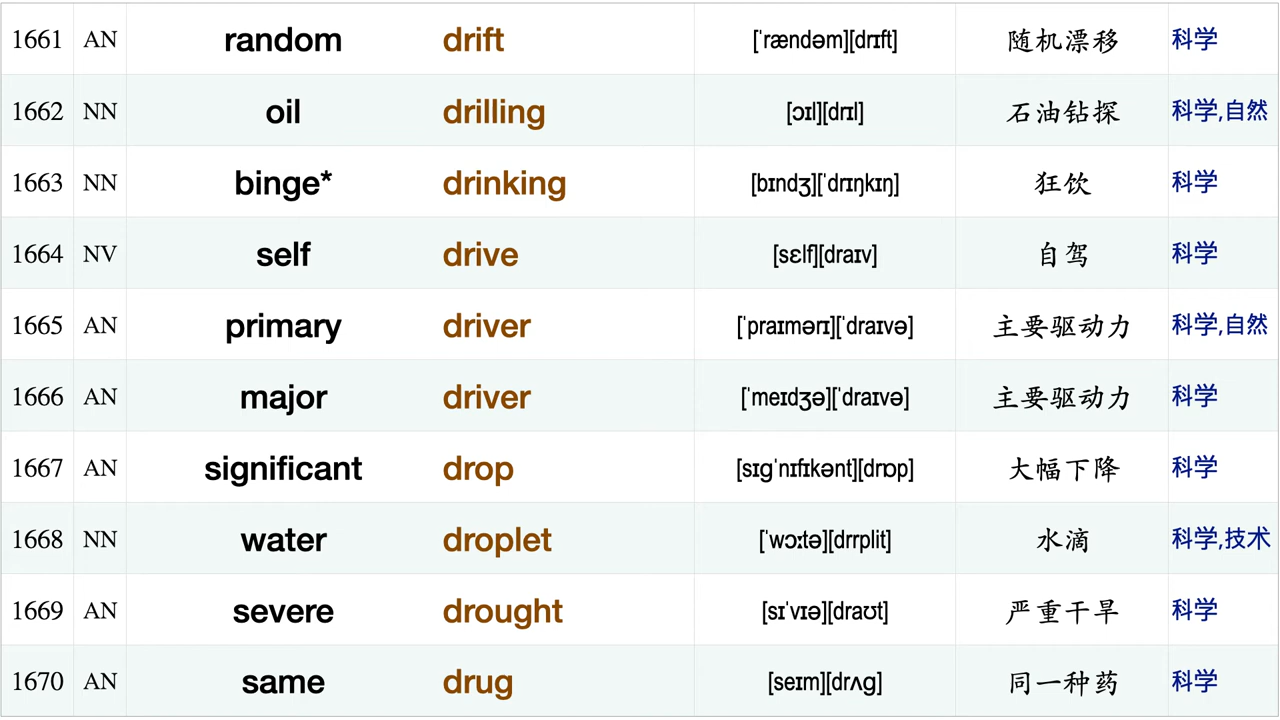 1661 AN random drift [ˈrændəm][drɪft] 随机漂移 科学
1662 NN oil drilling [ɔɪl][drɪl] 石油钻探 科学,自然
1663 NN binge* drinking [bɪndʒ][ˈdrɪŋkɪŋ] 狂饮 科学
1664 NV self drive [sɛlf][draɪv] 自驾 科学
1665 AN primary driver [ˈpraɪmərɪ][ˈdraɪvə] 主要驱动力 科学,自然
1666 AN major driver [ˈmeɪdʒə][ˈdraɪvə] 主要驱动力 科学
1667 AN significant drop [sɪgˈnɪfɪkənt][drɒp] 大幅下降 科学
1668 NN water droplet [ˈwɔːtə][drrplit] 水滴 科学,技术
1669 AN severe drought [sɪˈvɪə][draʊt] 严重干旱 科学
1670 AN same drug [seɪm][drʌg] 同一种药 科学